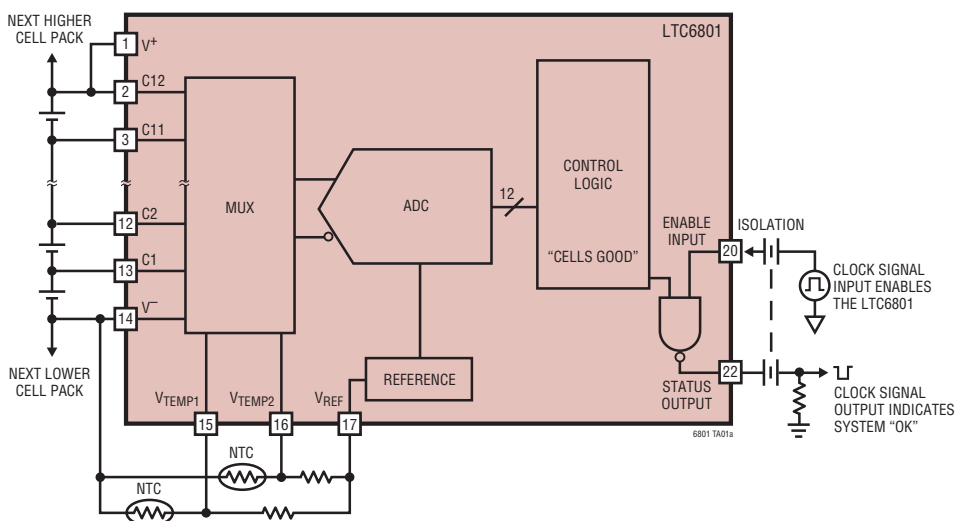 NEXT HIGHER
CELL PACK
LTC6801
1
V+
2
C12
3
C11
12
C2
13
C1
14
V–
MUX
ADC
12
CONTROL
LOGIC
“CELLS GOOD”
REFERENCE
ENABLE
INPUT
20
ISOLATION
CLOCK SIGNAL
INPUT ENABLES
THE LTC6801
STATUS
OUTPUT
22
CLOCK SIGNAL
OUTPUT INDICATES
SYSTEM “OK”
6801 TA01a
NEXT LOWER
CELL PACK
VTEMP1
15
VTEMP2
16
VREF
17
NTC
NTC